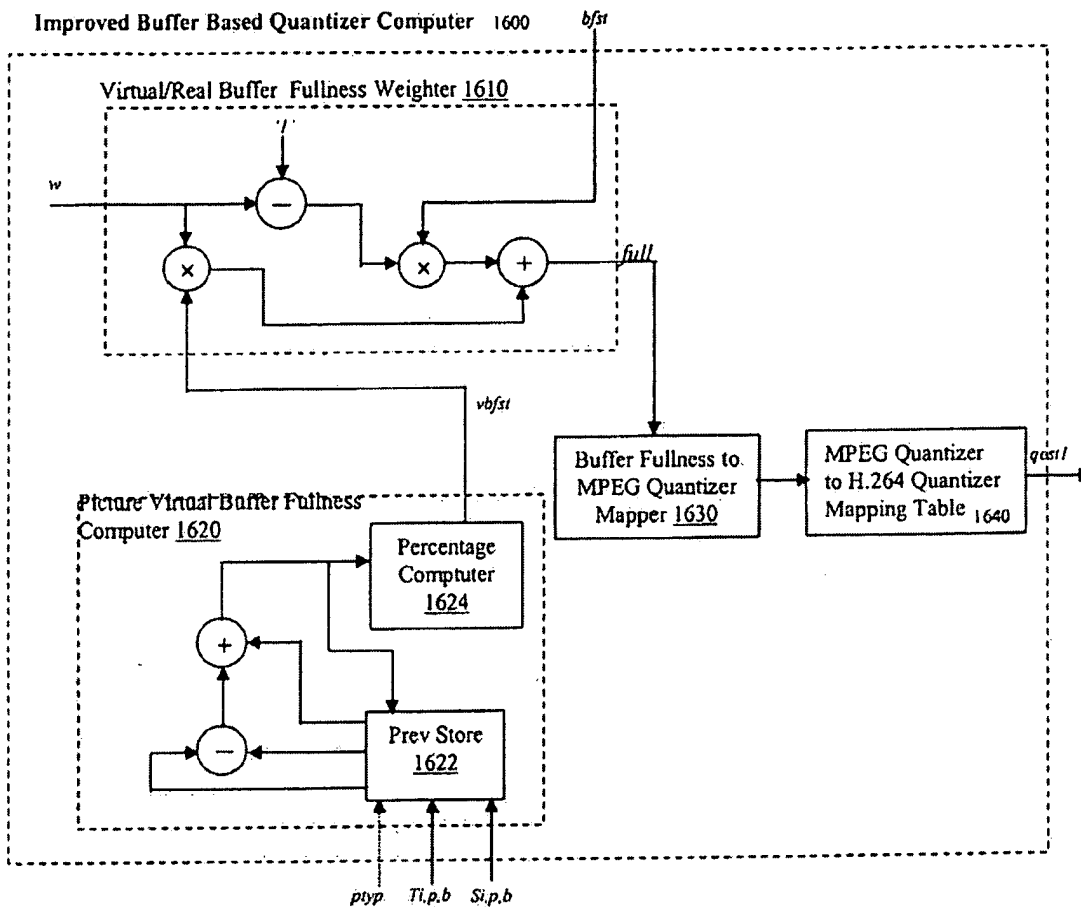 Improved Buffer Based Quantizer Computer 1600
bfst
Virtual/Real Buffer Fullness Weighter 1610
'1'
w
−
×
×
+
full
vbfst
Buffer Fullness to
MPEG Quantizer
Mapper 1630
MPEG Quantizer
to H.264 Quantizer
Mapping Table 1640
qest1
Picture Virtual Buffer Fullness
Computer 1620
Percentage
Comptuter
1624
+
−
Prev Store
1622
ptyp
Ti,p,b
Si,p,b